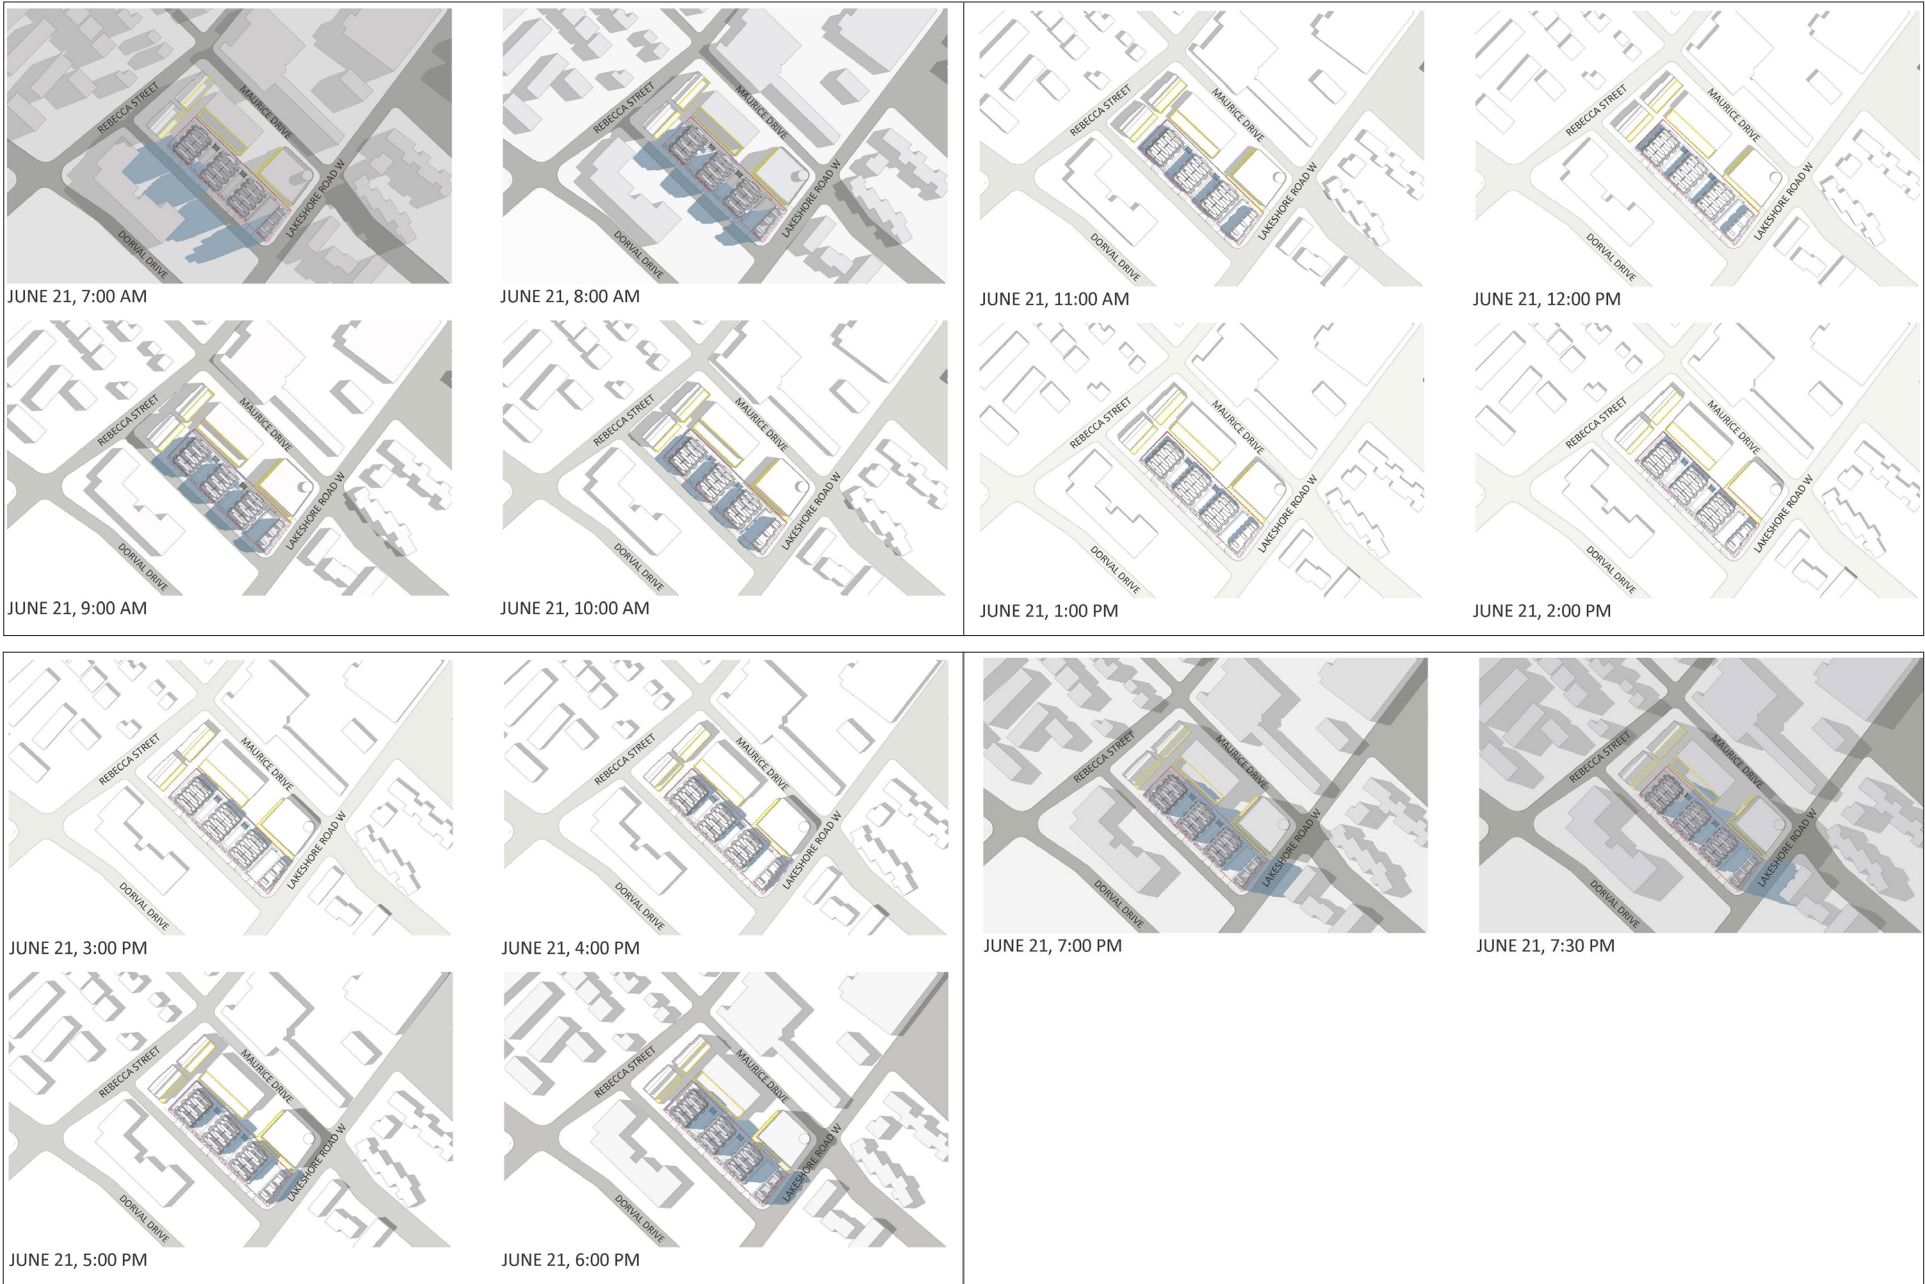 REBECCA STREET
MAURICE DRIVE
LAKESHORE ROAD W
DORVAL DRIVE
JUNE 21, 7:00 AM
REBECCA STREET
MAURICE DRIVE
LAKESHORE ROAD W
DORVAL DRIVE
JUNE 21, 8:00 AM
REBECCA STREET
MAURICE DRIVE
LAKESHORE ROAD W
DORVAL DRIVE
JUNE 21, 9:00 AM
REBECCA STREET
MAURICE DRIVE
LAKESHORE ROAD W
DORVAL DRIVE
JUNE 21, 10:00 AM
REBECCA STREET
MAURICE DRIVE
LAKESHORE ROAD W
DORVAL DRIVE
JUNE 21, 11:00 AM
REBECCA STREET
MAURICE DRIVE
LAKESHORE ROAD W
DORVAL DRIVE
JUNE 21, 12:00 PM
REBECCA STREET
MAURICE DRIVE
LAKESHORE ROAD W
DORVAL DRIVE
JUNE 21, 1:00 PM
REBECCA STREET
MAURICE DRIVE
LAKESHORE ROAD W
DORVAL DRIVE
JUNE 21, 2:00 PM
REBECCA STREET
MAURICE DRIVE
LAKESHORE ROAD W
DORVAL DRIVE
JUNE 21, 3:00 PM
REBECCA STREET
MAURICE DRIVE
LAKESHORE ROAD W
DORVAL DRIVE
JUNE 21, 4:00 PM
REBECCA STREET
MAURICE DRIVE
LAKESHORE ROAD W
DORVAL DRIVE
JUNE 21, 5:00 PM
REBECCA STREET
MAURICE DRIVE
LAKESHORE ROAD W
DORVAL DRIVE
JUNE 21, 6:00 PM
REBECCA STREET
MAURICE DRIVE
LAKESHORE ROAD W
DORVAL DRIVE
JUNE 21, 7:00 PM
REBECCA STREET
MAURICE DRIVE
LAKESHORE ROAD W
DORVAL DRIVE
JUNE 21, 7:30 PM